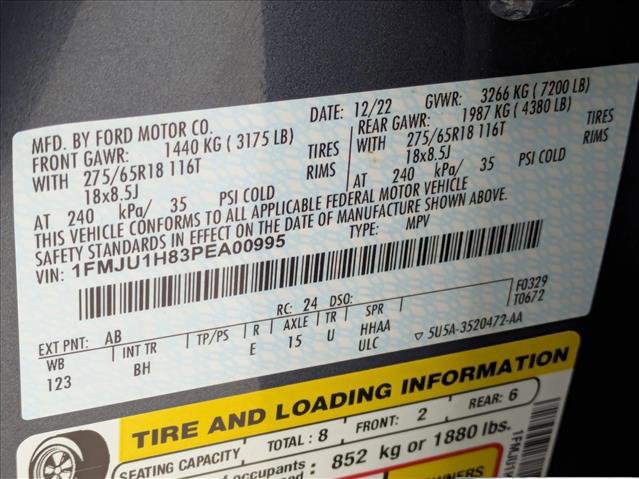 MFD. BY FORD MOTOR CO. DATE: 12/22 GVWR: 3266 KG ( 7200 LB)
FRONT GAWR: 1440 KG ( 3175 LB) REAR GAWR: 1987 KG ( 4380 LB)
WITH 275/65R18 116T TIRES WITH 275/65R18 116T TIRES
18x8.5J RIMS 18x8.5J RIMS
AT 240 kPa/ 35 PSI COLD AT 240 kPa/ 35 PSI COLD
THIS VEHICLE CONFORMS TO ALL APPLICABLE FEDERAL MOTOR VEHICLE
SAFETY STANDARDS IN EFFECT ON THE DATE OF MANUFACTURE SHOWN ABOVE.
VIN: 1FMJU1H83PEA00995 TYPE: MPV
F0329
T0672
EXT PNT: AB RC: 24 DSO:
WB INT TR TP/PS R AXLE TR SPR
123 BH E 15 U HHAA
ULC
5U5A-3520472-AA
TIRE AND LOADING INFORMATION
SEATING CAPACITY TOTAL: 8 FRONT: 2 REAR: 6
occupants : 852 kg or 1880 lbs.